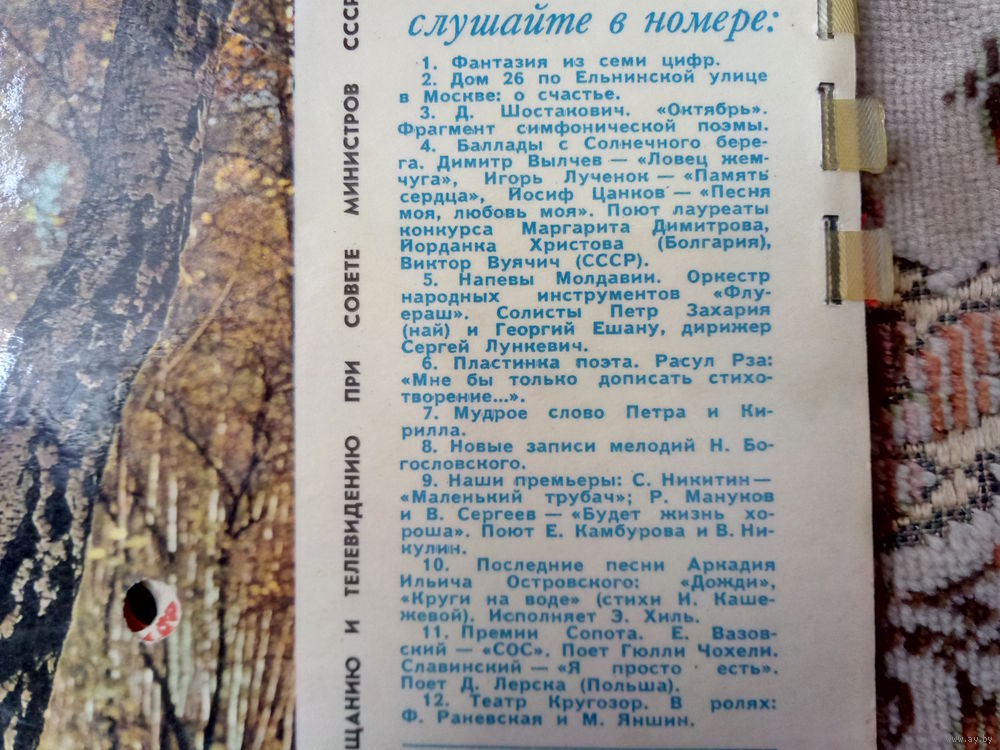 слушайте в номере:
1. Фантазия из семи цифр.
2. Дом 26 по Ельнинской улице
в Москве: о счастье.
3. Д. Шостакович. «Октябрь».
Фрагмент симфонической поэмы.
4. Баллады с Солнечного бере-
га. Димитр Вылчев — «Ловец жем-
чуга», Игорь Лученок — «Память
сердца», Йосиф Цанков — «Песня
моя, любовь моя». Поют лауреаты
конкурса Маргарита Димитрова,
Йорданка Христова (Болгария),
Виктор Вуячич (СССР).
5. Напевы Молдавии. Оркестр
народных инструментов «Флу-
ераш». Солисты Петр Захария
(най) и Георгий Ешану, дирижер
Сергей Лункевич.
6. Пластинка поэта. Расул Рза:
«Мне бы только дописать стихо-
творение...».
7. Мудрое слово Петра и Ки-
рилла.
8. Новые записи мелодий Н. Бо-
гословского.
9. Наши премьеры: С. Никитин —
«Маленький трубач»; Р. Мануков
и В. Сергеев — «Будет жизнь хо-
роша». Поют Е. Камбурова и В. Ни-
кулин.
10. Последние песни Аркадия
Ильича Островского: «Дожди»,
«Круги на воде» (стихи И. Каше-
жевой). Исполняет Э. Хиль.
11. Премии Сопота. Е. Вазов-
ский — «СОС». Поет Гюлли Чохели.
Славинский — «Я просто есть».
Поет Д. Лерска (Польша).
12. Театр Кругозор. В ролях:
Ф. Раневская и М. Яншин.
ЩАНИЮ И ТЕЛЕВИДЕНИЮ ПРИ СОВЕТЕ МИНИСТРОВ СССР
www.ay.by